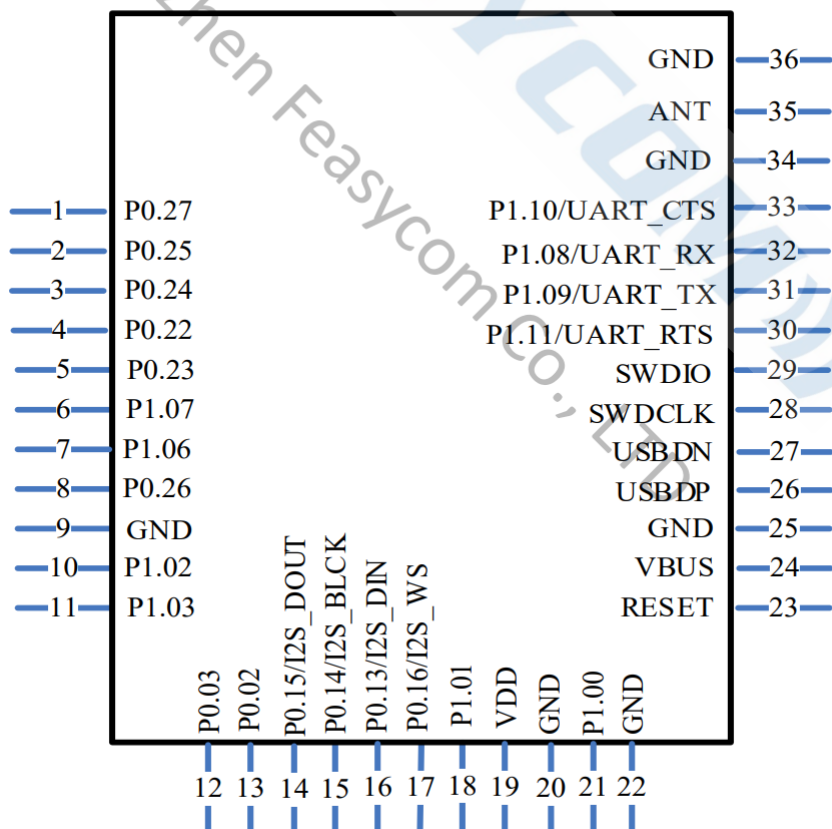 GND 36
ANT 35
GND 34
1 P0.27
P1.10/UART_CTS 33
2 P0.25
P1.08/UART_RX 32
3 P0.24
P1.09/UART_TX 31
4 P0.22
P1.11/UART_RTS 30
5 P0.23
SWDIO 29
6 P1.07
SWDCLK 28
7 P1.06
USBDN 27
8 P0.26
USBDP 26
9 GND
GND 25
10 P1.02
VBUS 24
11 P1.03
RESET 23
P0.03
P0.02
P0.15/I2S_DOUT
P0.14/I2S_BLCK
P0.13/I2S_DIN
P0.16/I2S_WS
P1.01
VDD
GND
P1.00
GND
12 13 14 15 16 17 18 19 20 21 22
Feasycom Co., LTD